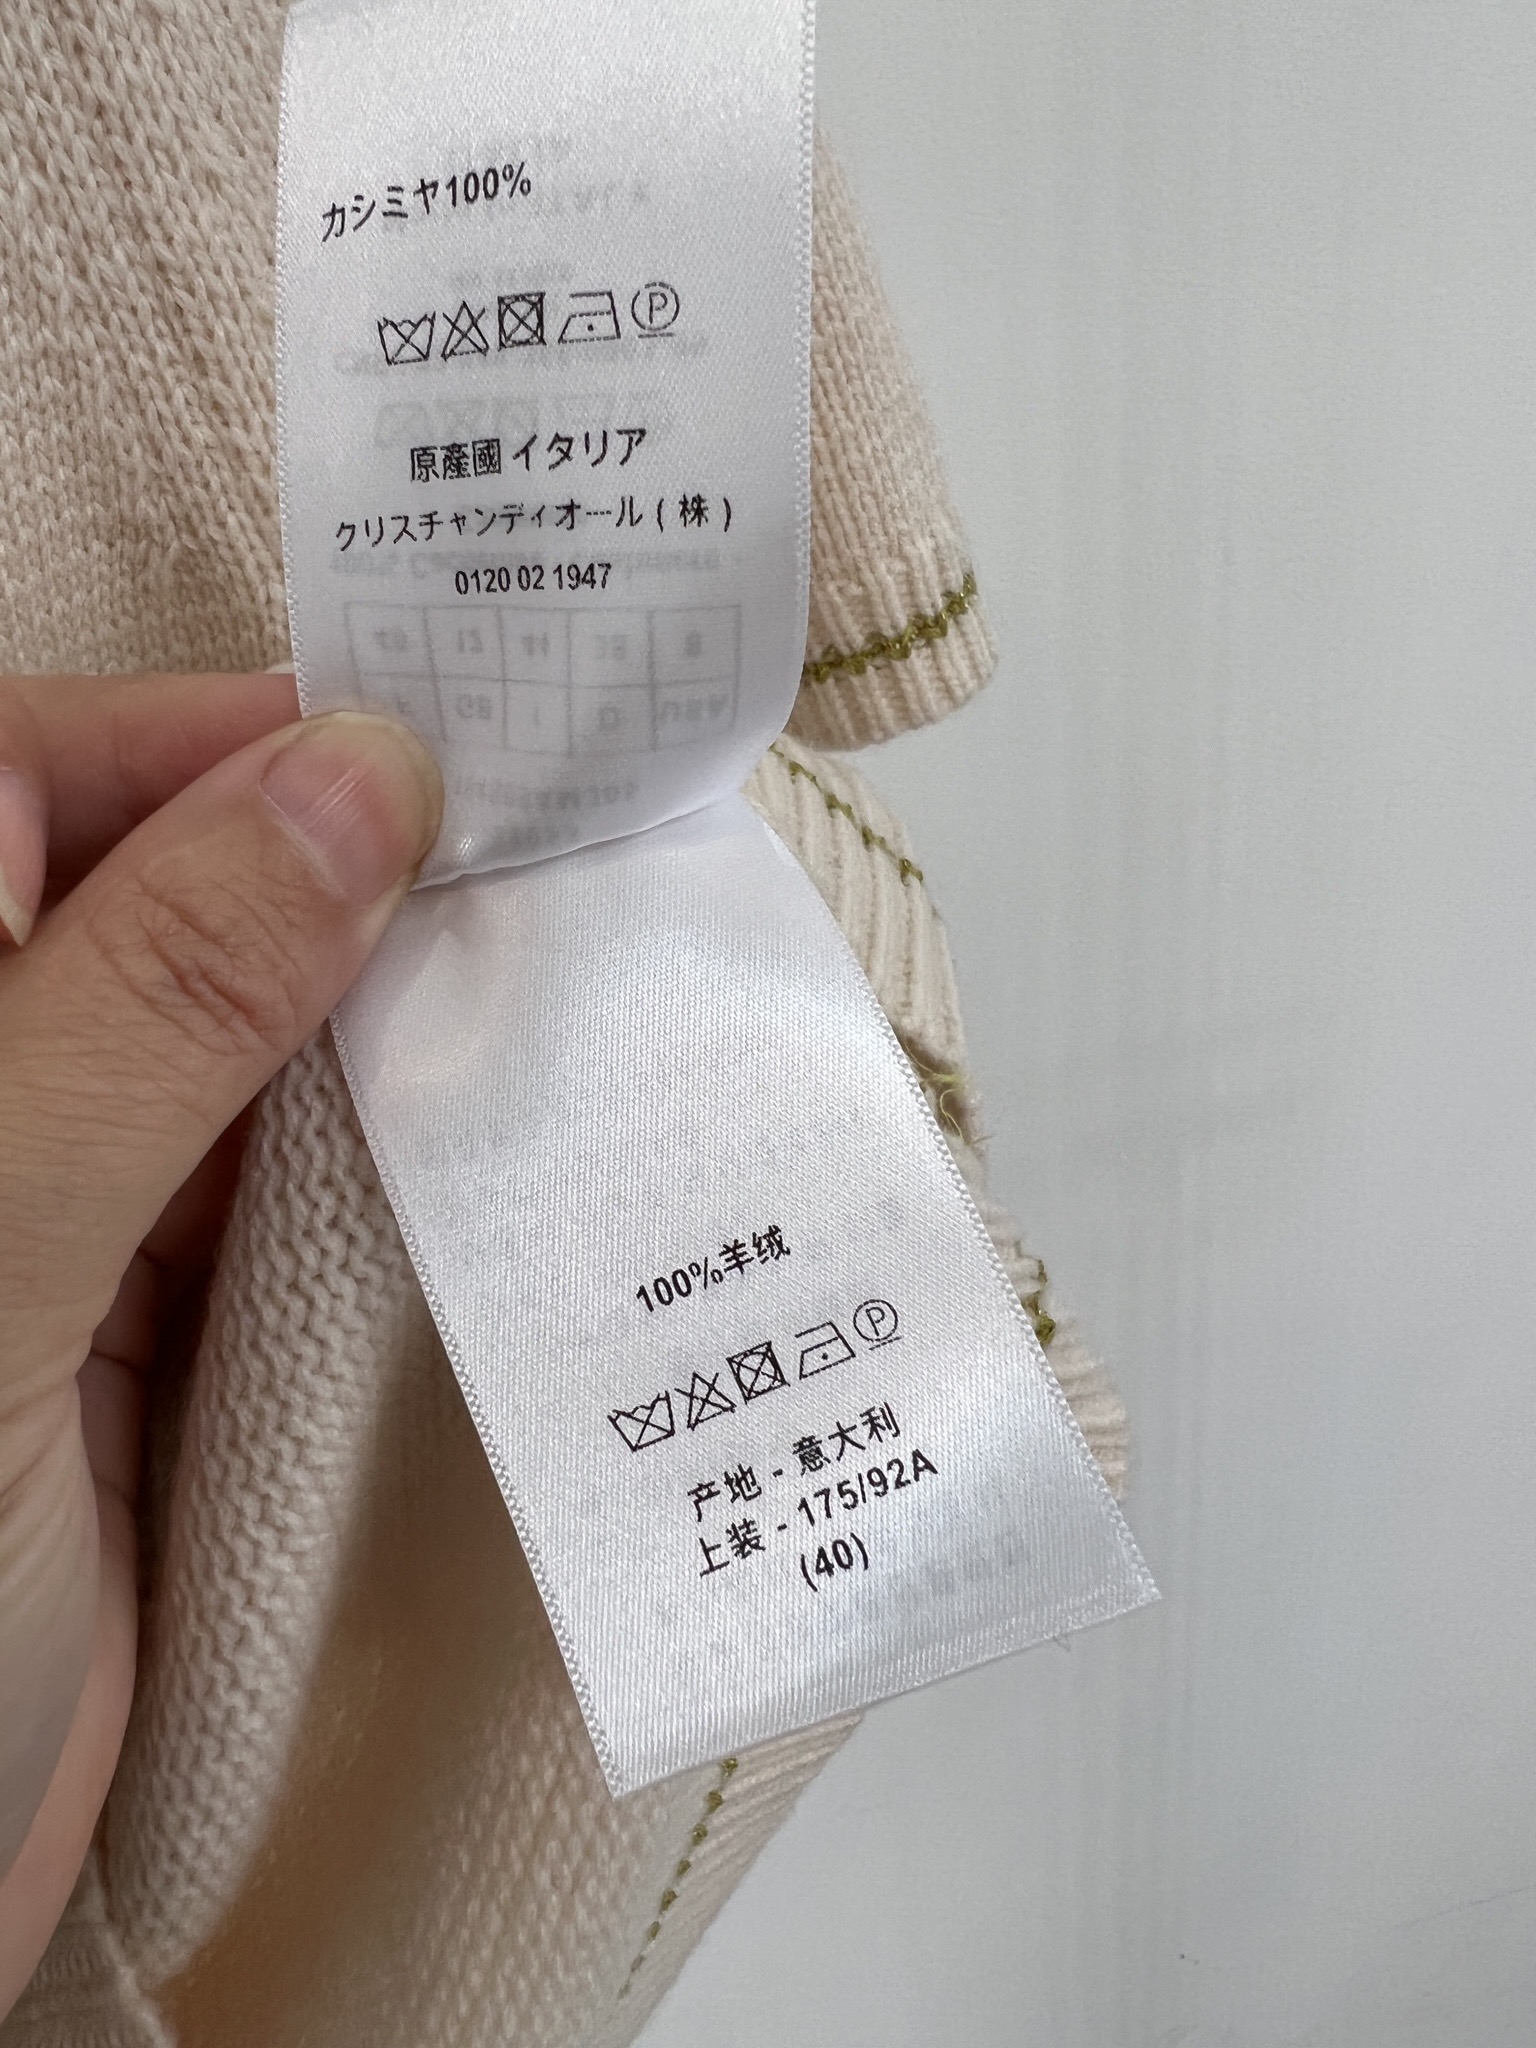 カシミヤ100%
P
原産國イタリア
クリスチャンディオール(株)
0120 02 1947
100%羊绒
P
产地 - 意大利
上装 - 175/92A
(40)